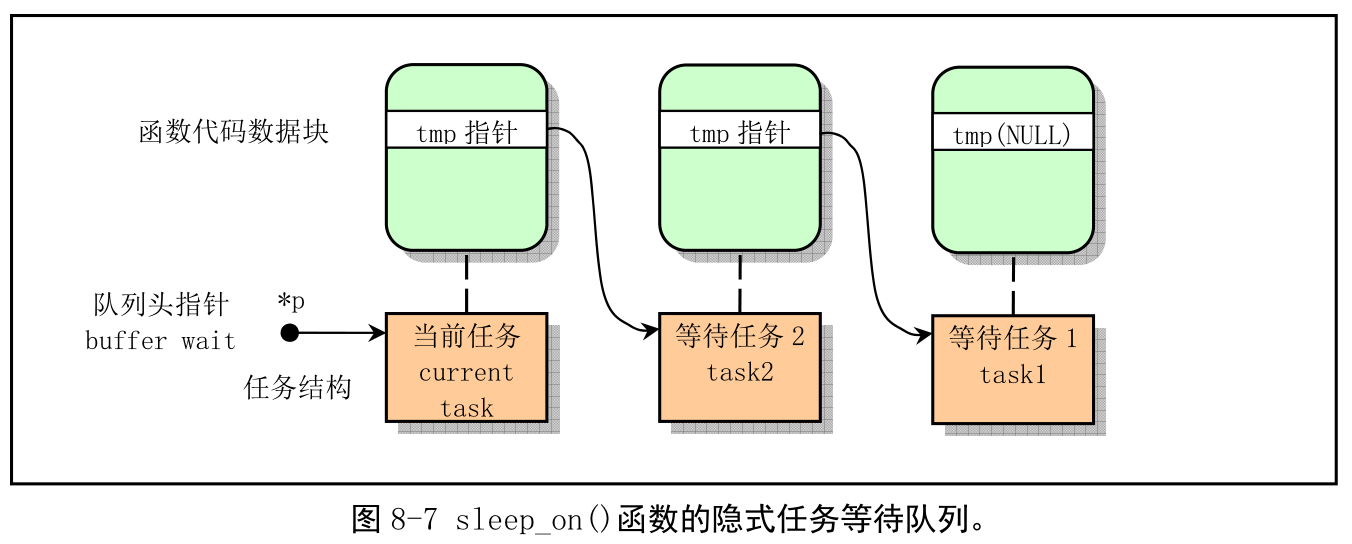 函数代码数据块
tmp 指针
tmp 指针
tmp(NULL)
队列头指针
buffer wait
*p
任务结构
当前任务
current
task
等待任务 2
task2
等待任务 1
task1
图 8-7 sleep_on()函数的隐式任务等待队列。